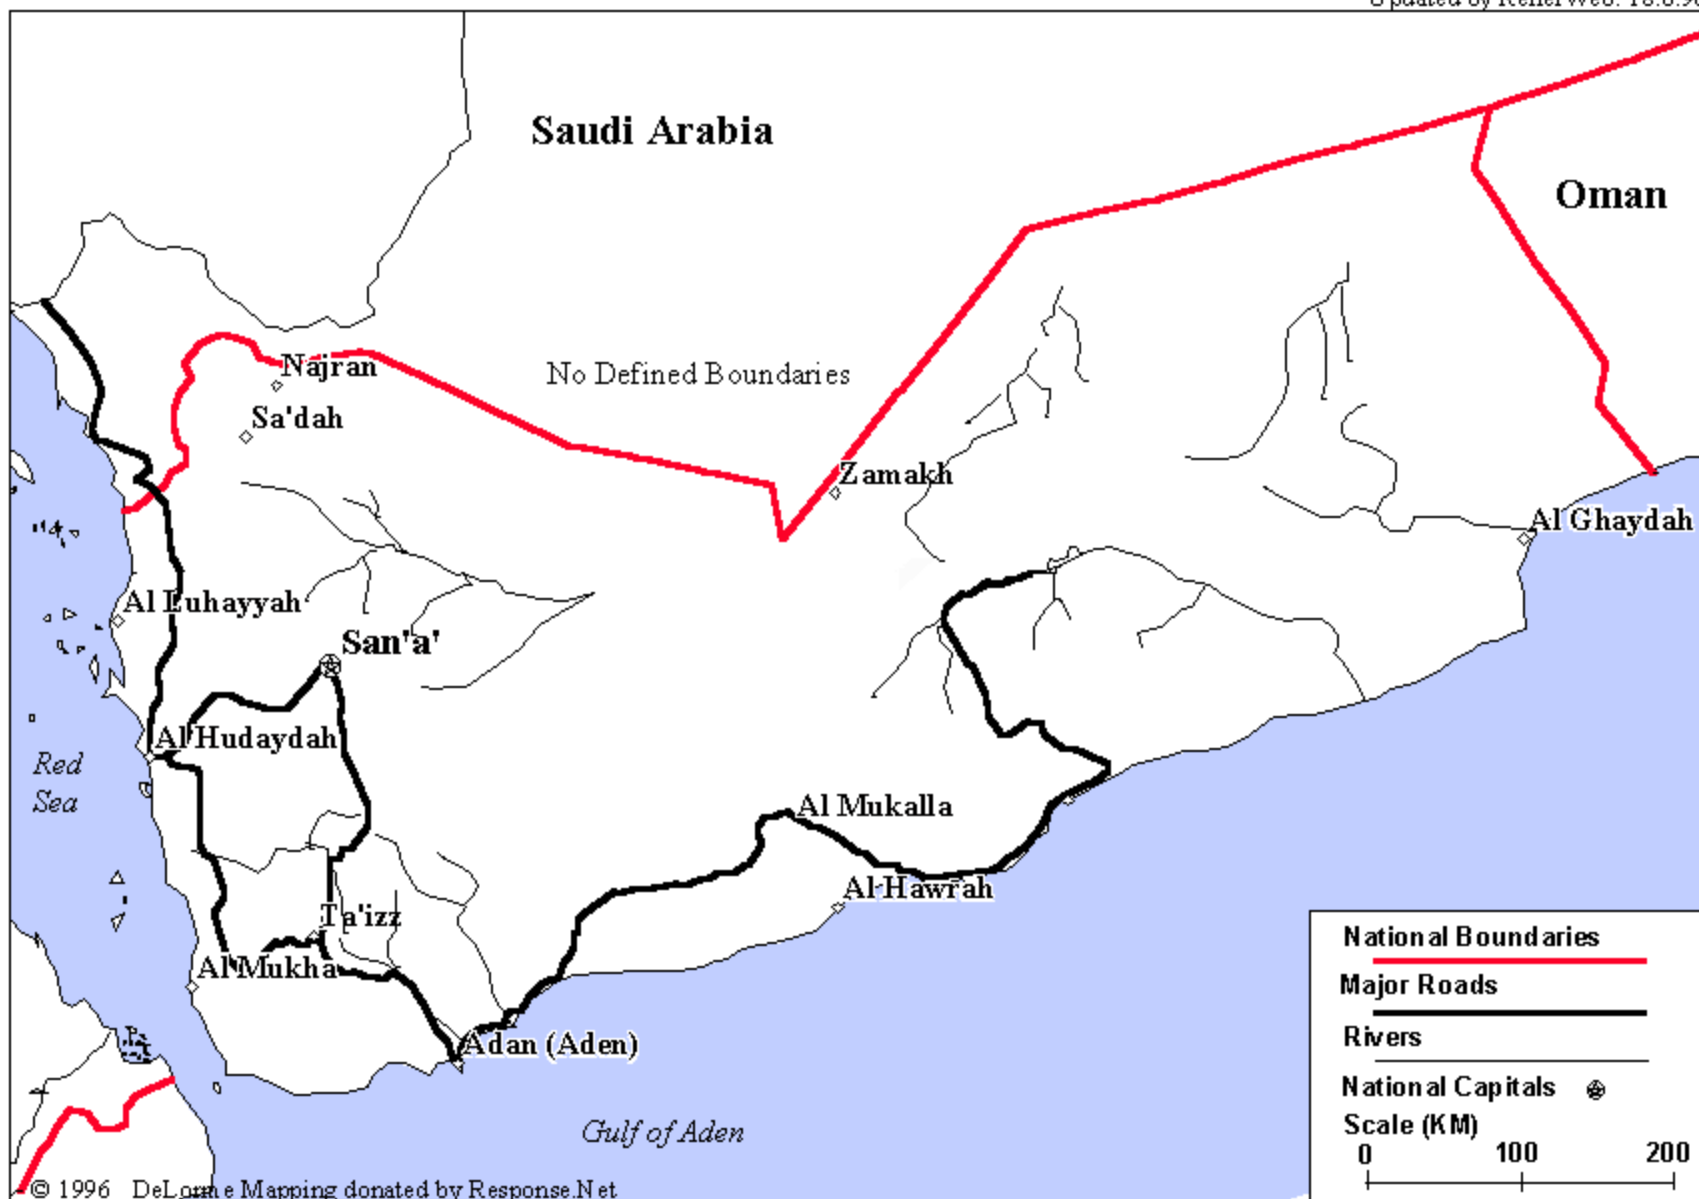 Updated by
Saudi Arabia
Oman
Najran
No Defined Boundaries
Sa'dah
Zamakh
Al Ghaydah
Al Luhayyah
San'a'
Al Hudaydah
Red
Sea
Al Mukalla
Al Hawrah
Ta'izz
Al Mukha
Adan (Aden)
Gulf of Aden
National Boundaries
Major Roads
Rivers
National Capitals
Scale (KM)
0 100 200
© 1996 DeLorme Mapping donated by Response.Net